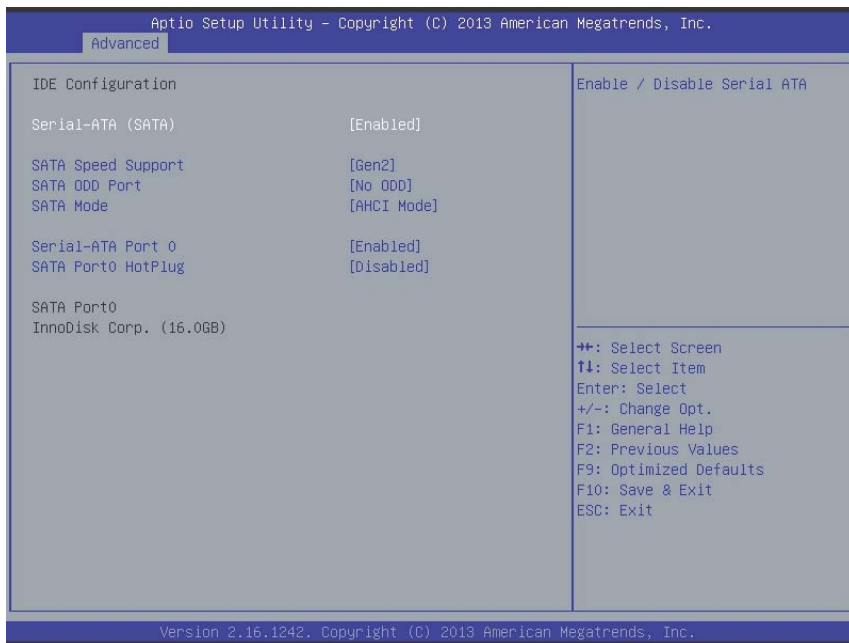 Aptio Setup Utility – Copyright (C) 2013 American Megatrends, Inc.
Advanced
IDE Configuration
Serial-ATA (SATA) [Enabled]
SATA Speed Support [Gen2]
SATA ODD Port [No ODD]
SATA Mode [AHCI Mode]
Serial-ATA Port 0 [Enabled]
SATA Port0 HotPlug [Disabled]
SATA Port0
InnoDisk Corp. (16.0GB)
Enable / Disable Serial ATA
→←: Select Screen
↑↓: Select Item
Enter: Select
+/-: Change Opt.
F1: General Help
F2: Previous Values
F9: Optimized Defaults
F10: Save & Exit
ESC: Exit
Version 2.16.1242. Copyright (C) 2013 American Megatrends, Inc.